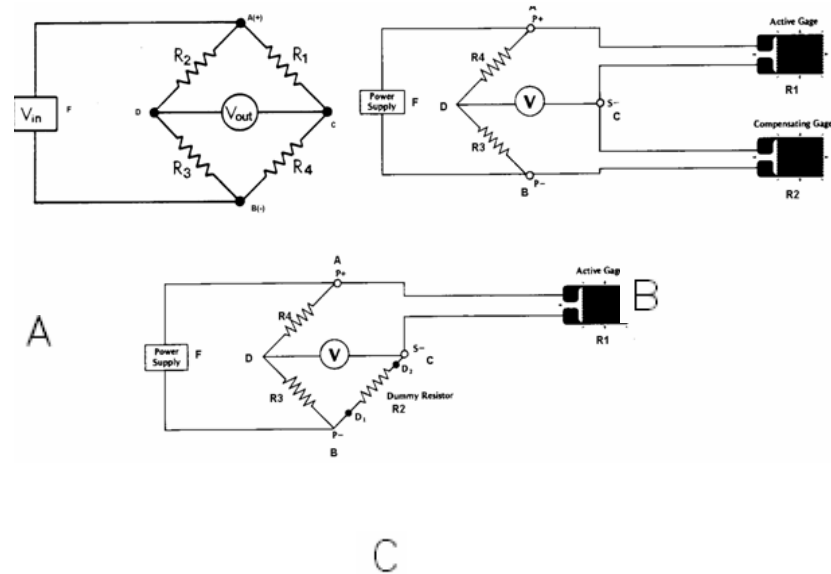 A(+)
R2
R1
Vin
F
D
Vout
C
R3
R4
B(-)
A
P+
Active Gage
R4
R1
Power
Supply
F
D
V
S-
C
Compensating Gage
R3
P-
B
R2
A
P+
Active Gag
B
A
R4
R1
Power
Supply
F
D
V
S-
C
D2
R3
Dummy Resistor
R2
D1
P-
B
C